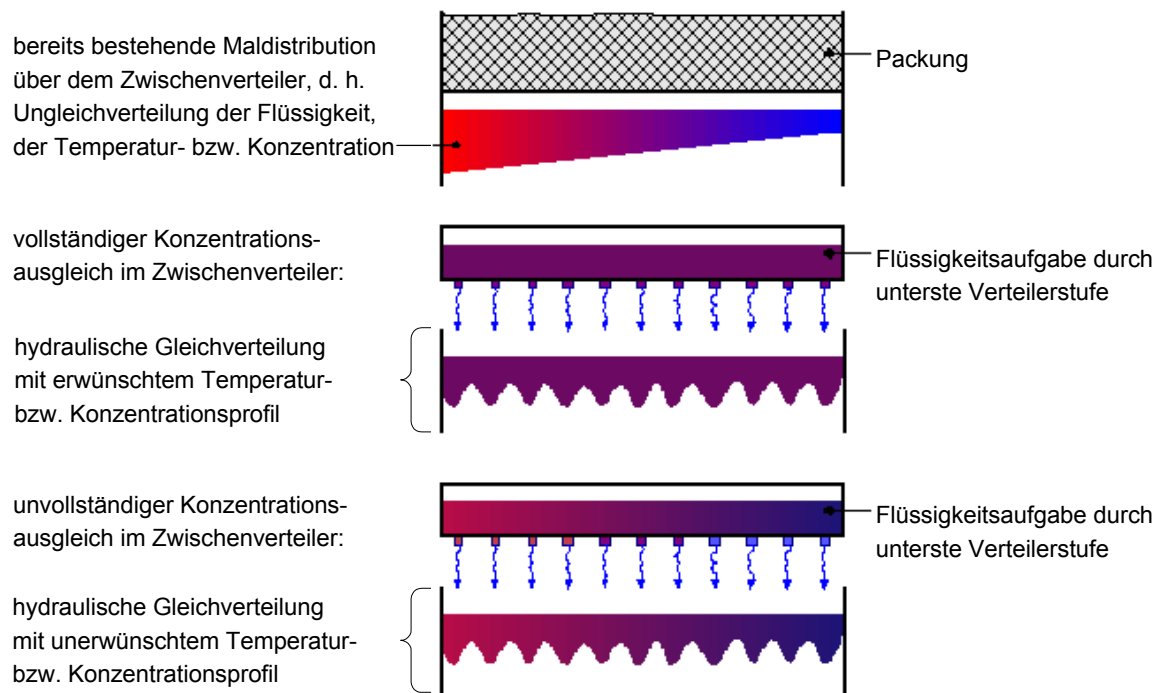 bereits bestehende Maldistribution
über dem Zwischenverteiler, d. h.
Ungleichverteilung der Flüssigkeit,
der Temperatur- bzw. Konzentration
Packung
vollständiger Konzentrations-
ausgleich im Zwischenverteiler:
Flüssigkeitsaufgabe durch
unterste Verteilerstufe
hydraulische Gleichverteilung
mit erwünschtem Temperatur-
bzw. Konzentrationsprofil
unvollständiger Konzentrations-
ausgleich im Zwischenverteiler:
Flüssigkeitsaufgabe durch
unterste Verteilerstufe
hydraulische Gleichverteilung
mit unerwünschtem Temperatur-
bzw. Konzentrationsprofil